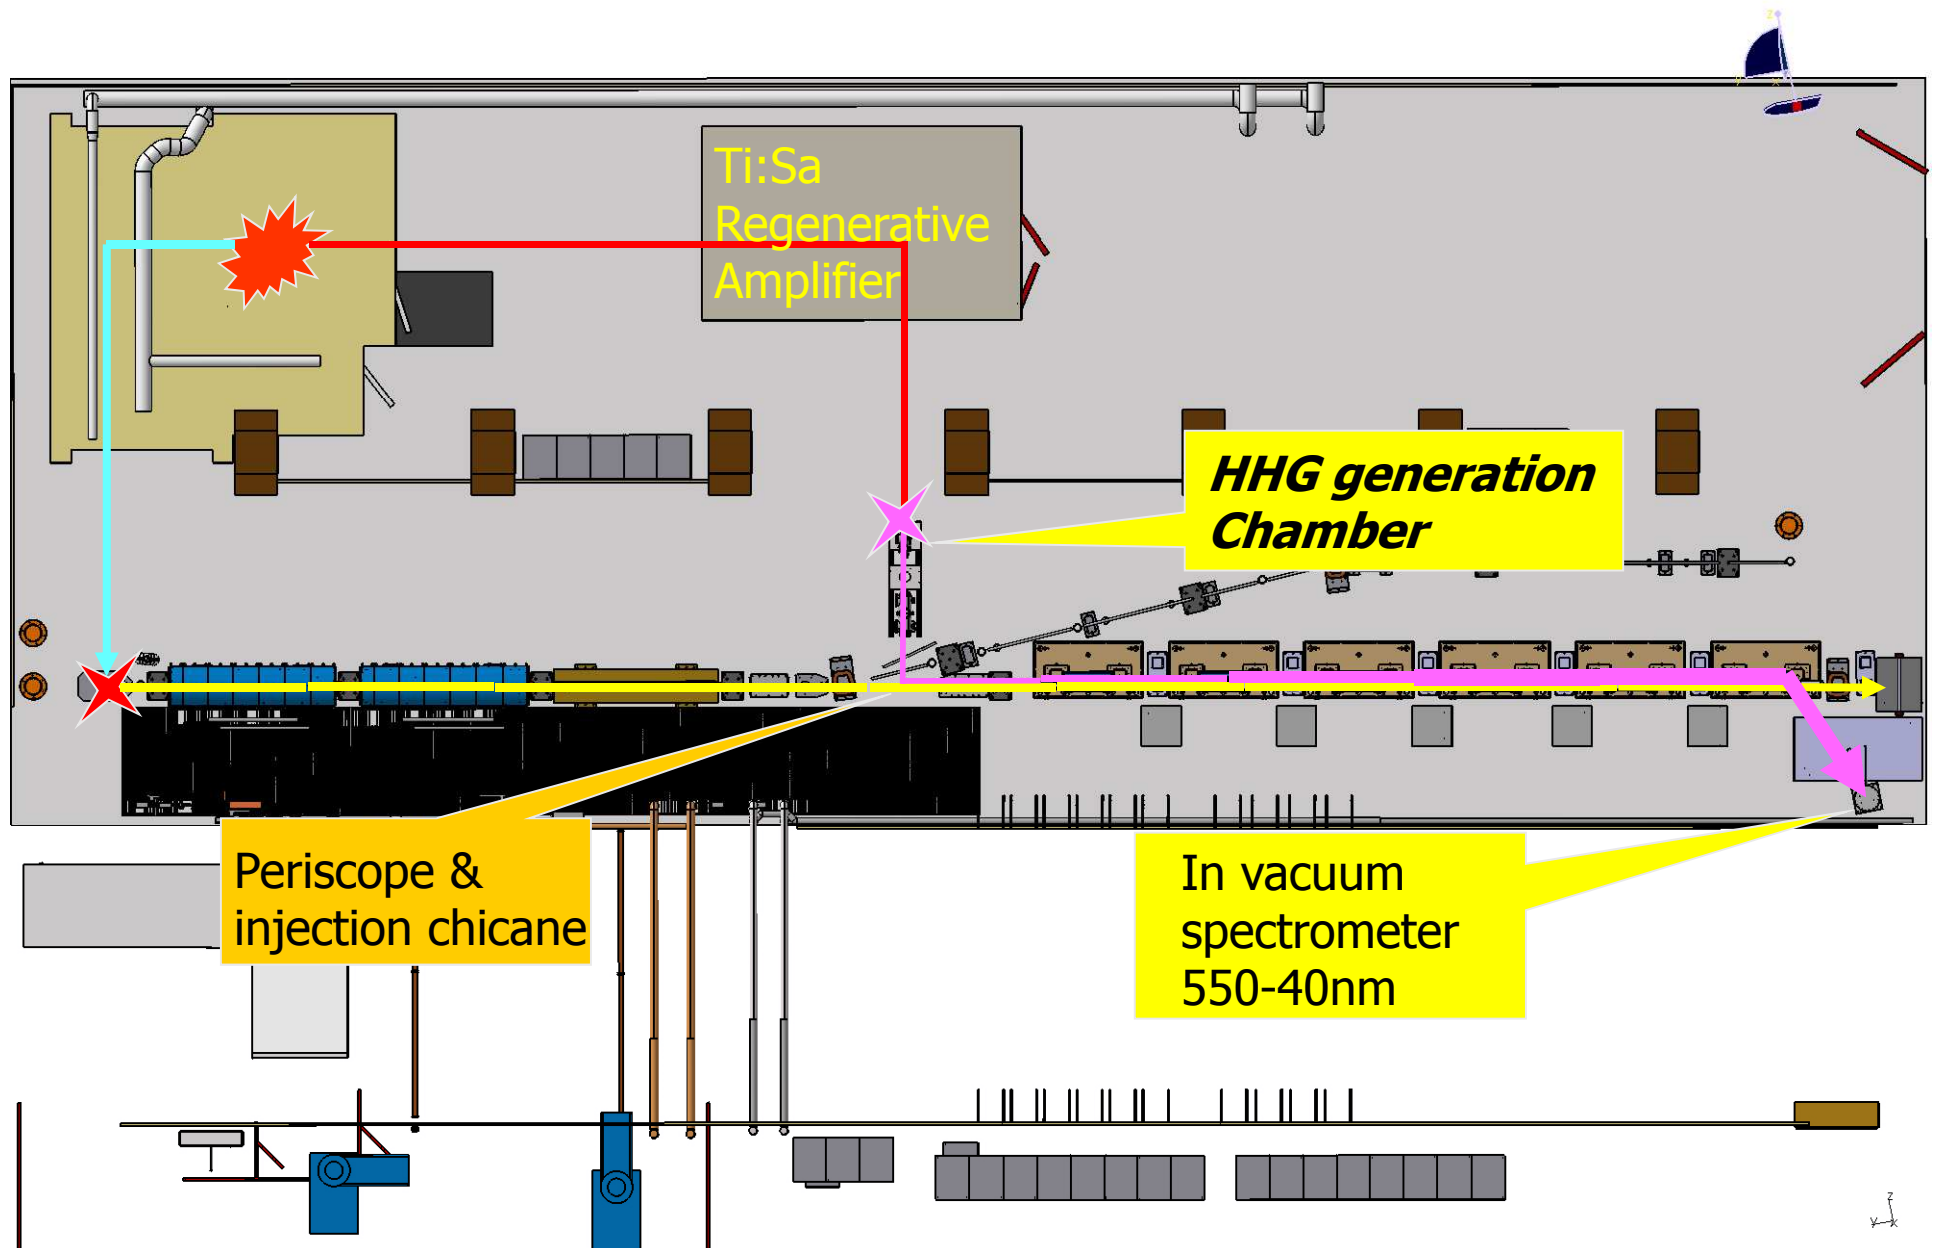 Ti:Sa
Regenerative
Amplifier
HHG generation
Chamber
Periscope &
injection chicane
In vacuum
spectrometer
550-40nm
z
y
x